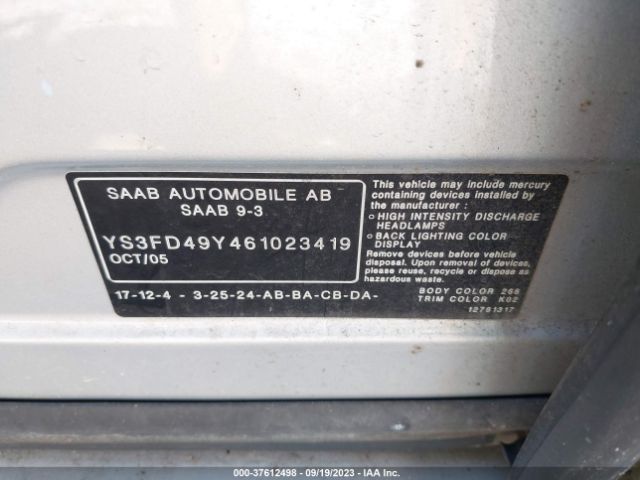 SAAB AUTOMOBILE AB
SAAB 9-3
YS3FD49Y461023419
OCT/05
17-12-4 - 3-25-24-AB-BA-CB-DA-
This vehicle may include mercury
containing devices installed by
the manufacturer :
o HIGH INTENSITY DISCHARGE
HEADLAMPS
o BACK LIGHTING COLOR
DISPLAY
Remove devices before vehicle
disposal. Upon removal of devices,
please reuse, recycle or dispose as
hazardous waste.
BODY COLOR 268
TRIM COLOR K02
12781317
000-37612498 - 09/19/2023 - IAA Inc.